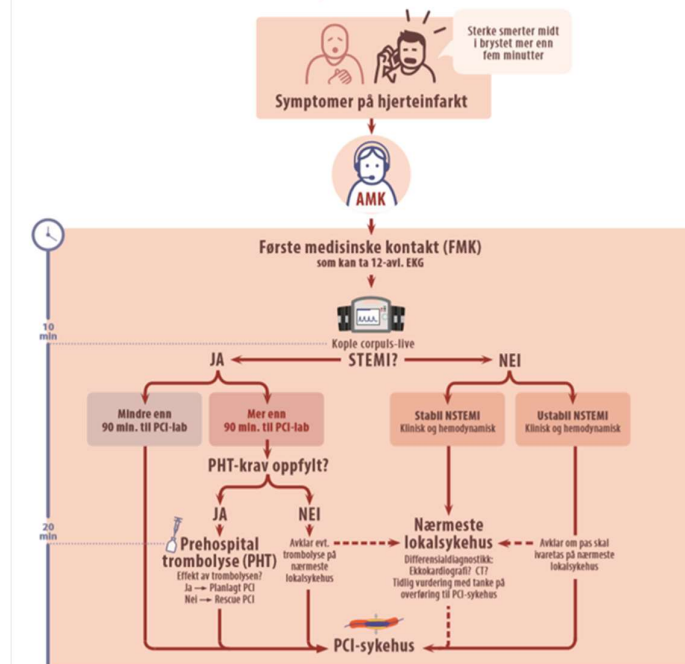 Sterke smerter midt
i brystet mer enn
fem minutter
Symptomer på hjerteinfarkt
AMK
Første medisinske kontakt (FMK)
som kan ta 12-avl. EKG
10
min
Kople corpuls-live
JA
STEMI?
NEI
Mindre enn
90 min. til PCI-lab
Mer enn
90 min. til PCI-lab
Stabil NSTEMI
Klinisk og hemodynamisk
Ustabil NSTEMI
Klinisk og hemodynamisk
PHT-krav oppfylt?
JA
NEI
20
min
Prehospital
trombolyse (PHT)
Effekt av trombolysen?
Ja → Planlagt PCI
Nei → Rescue PCI
Avklar evt.
trombolyse på
nærmeste
lokalsykehus
Nærmeste
lokalsykehus
Differensialdiagnostikk:
Ekkokardiografi? CT?
Tidlig vurdering med tanke på
overføring til PCI-sykehus
Avklar om pas skal
ivaretas på nærmeste
lokalsykehus
PCI-sykehus